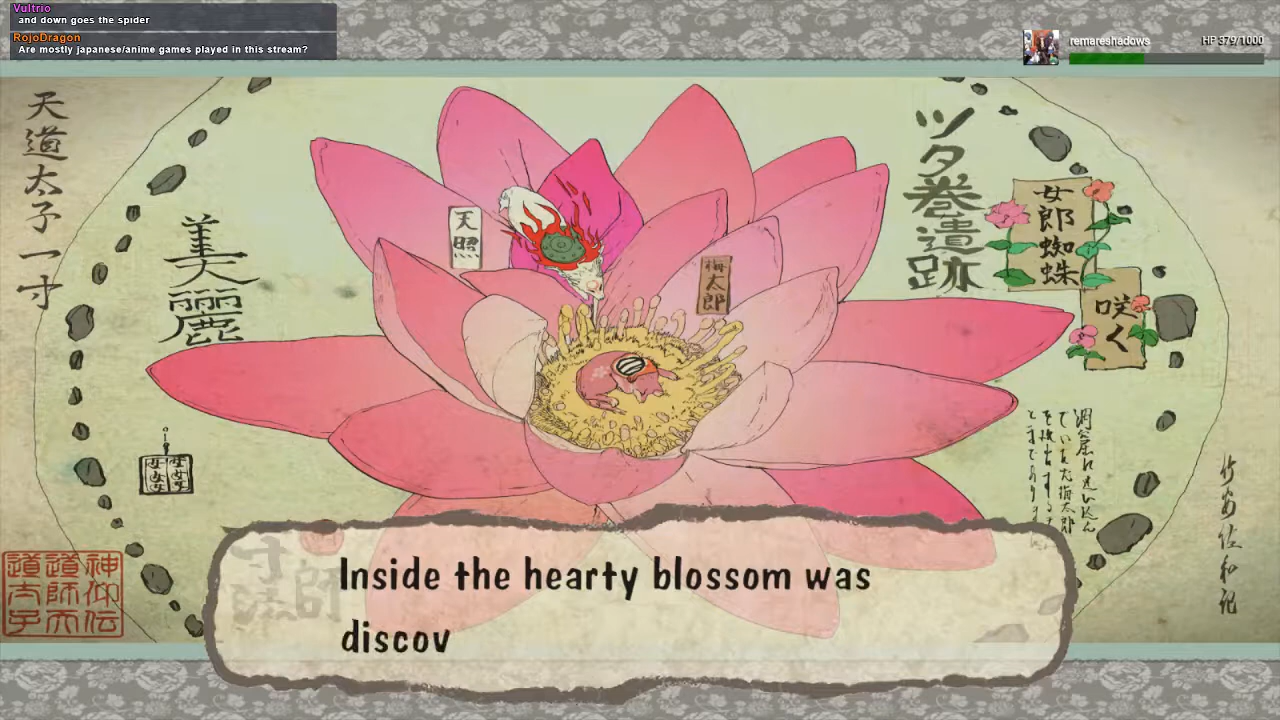 Vultrio
and down goes the spider
RojoDragon
Are mostly japanese/anime games played in this stream?
remareshadows
HP 379/1000
天道太子一寸
美麗
天照
梅太郎
ツタ巻遺跡
女郎蜘蛛
咲く
Inside the hearty blossom was
discov